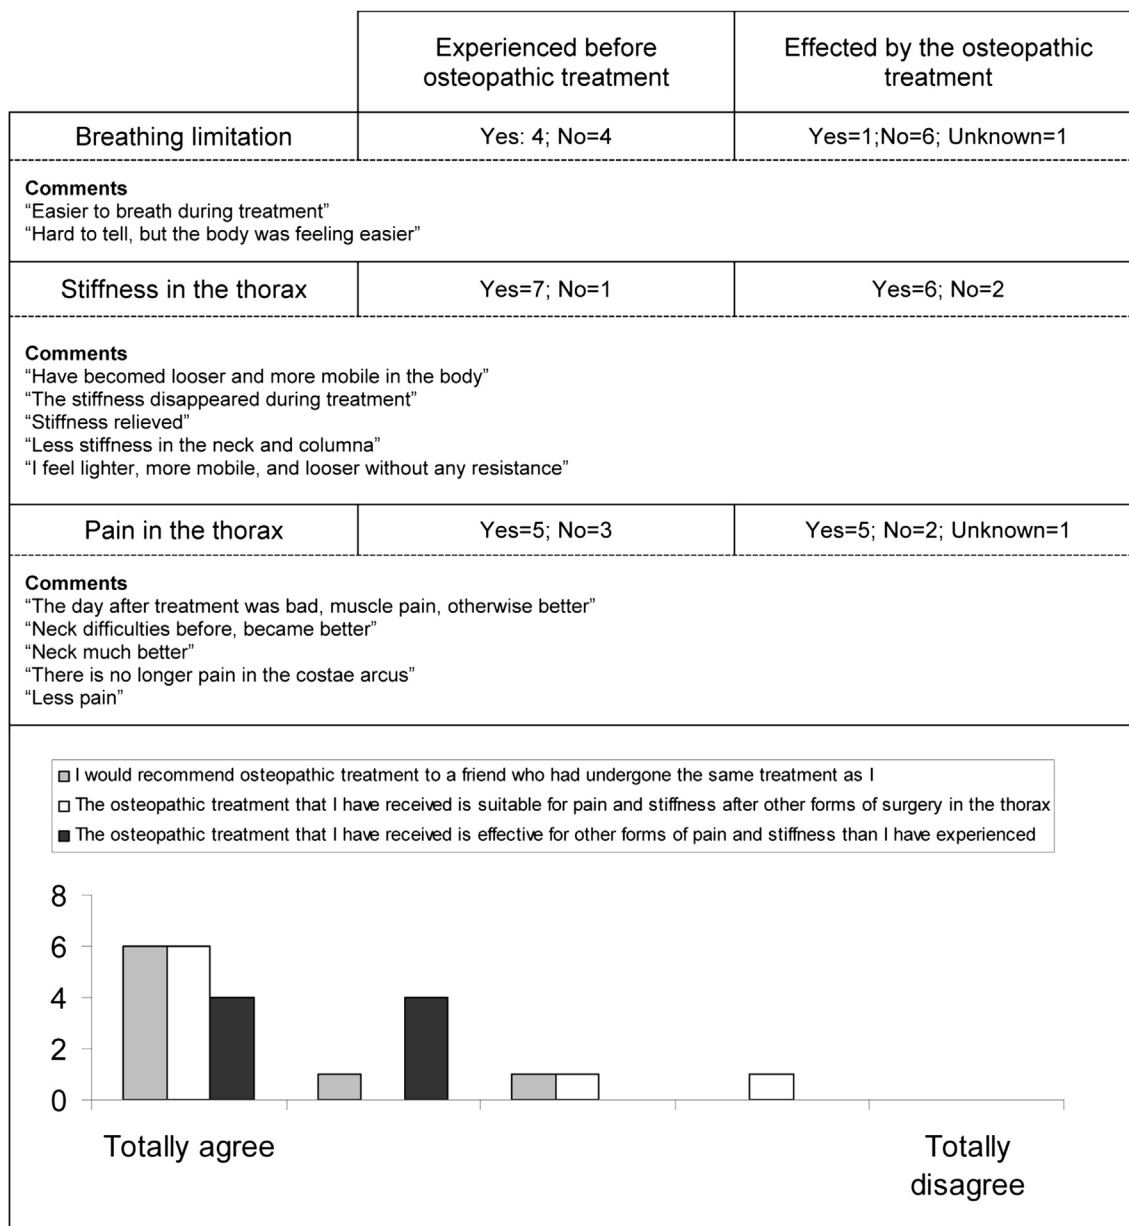 Experienced before
osteopathic treatment
Effected by the osteopathic
treatment
Breathing limitation
Yes: 4; No=4
Yes=1;No=6; Unknown=1
Comments
“Easier to breath during treatment”
“Hard to tell, but the body was feeling easier”
Stiffness in the thorax
Yes=7; No=1
Yes=6; No=2
Comments
“Have becomed looser and more mobile in the body”
“The stiffness disappeared during treatment”
“Stiffness relieved”
“Less stiffness in the neck and columna”
“I feel lighter, more mobile, and looser without any resistance”
Pain in the thorax
Yes=5; No=3
Yes=5; No=2; Unknown=1
Comments
“The day after treatment was bad, muscle pain, otherwise better”
“Neck difficulties before, became better”
“Neck much better”
“There is no longer pain in the costae arcus”
“Less pain”
I would recommend osteopathic treatment to a friend who had undergone the same treatment as I
The osteopathic treatment that I have received is suitable for pain and stiffness after other forms of surgery in the thorax
The osteopathic treatment that I have received is effective for other forms of pain and stiffness than I have experienced
8
6
4
2
0
Totally agree
Totally
disagree